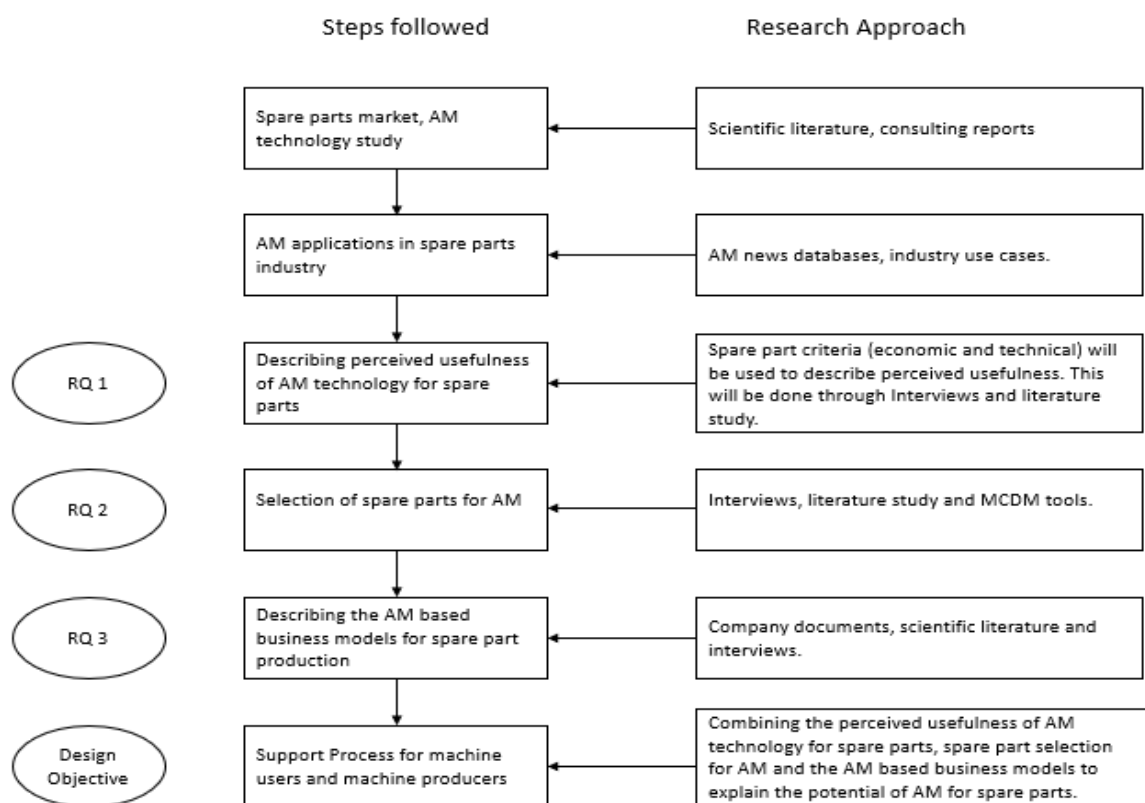 Steps followed
Research Approach
Spare parts market, AM
technology study
Scientific literature, consulting reports
AM applications in spare parts
industry
AM news databases, industry use cases.
RQ 1
Describing perceived usefulness
of AM technology for spare
parts
Spare part criteria (economic and technical) will
be used to describe perceived usefulness. This
will be done through Interviews and literature
study.
RQ 2
Selection of spare parts for AM
Interviews, literature study and MCDM tools.
RQ 3
Describing the AM based
business models for spare part
production
Company documents, scientific literature and
interviews.
Design
Objective
Support Process for machine
users and machine producers
Combining the perceived usefulness of AM
technology for spare parts, spare part selection
for AM and the AM based business models to
explain the potential of AM for spare parts.